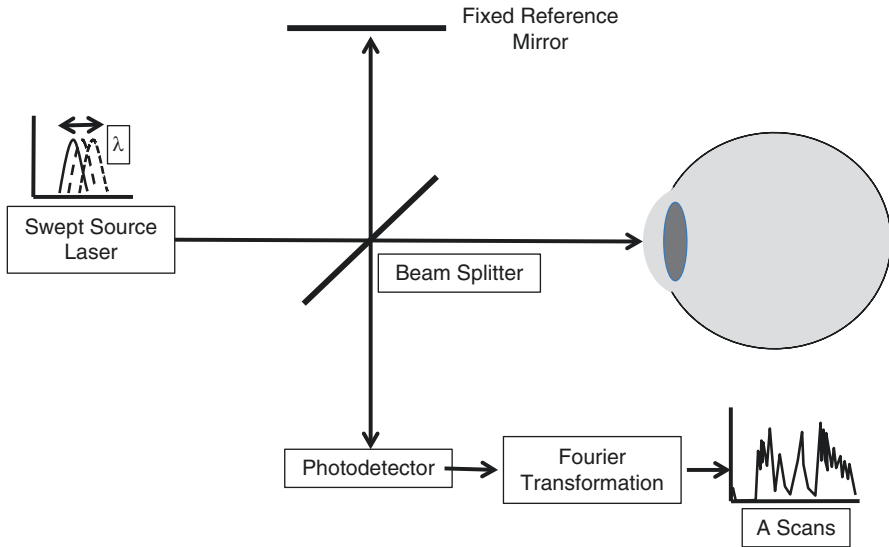 Fixed Reference
Mirror
λ
Swept Source
Laser
Beam Splitter
Photodetector
Fourier
Transformation
A Scans